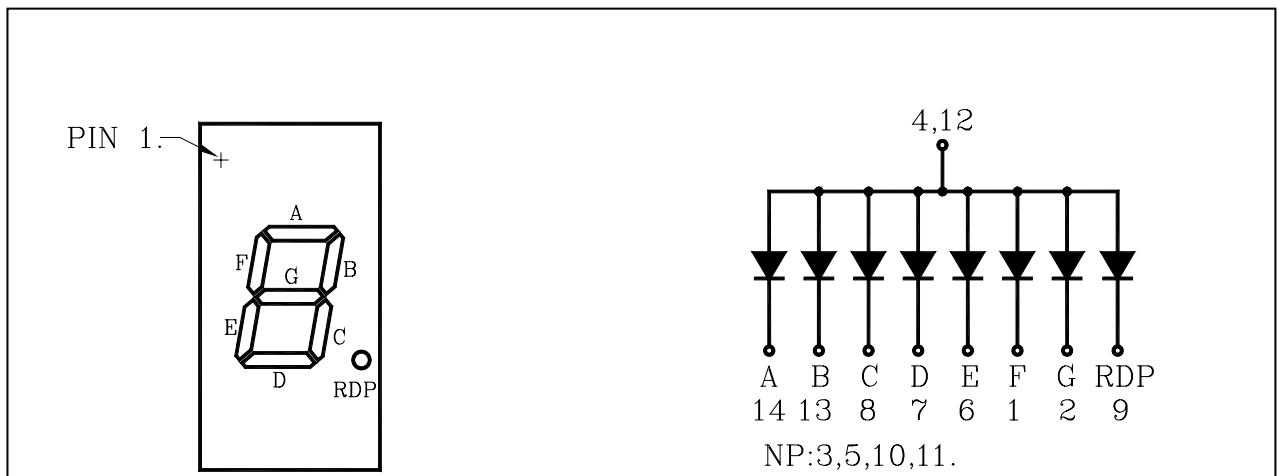 PIN 1.
A
F
B
G
E
C
D
RDP
4,12
A B C D E F G RDP
14 13 8 7 6 1 2 9
NP:3,5,10,11.